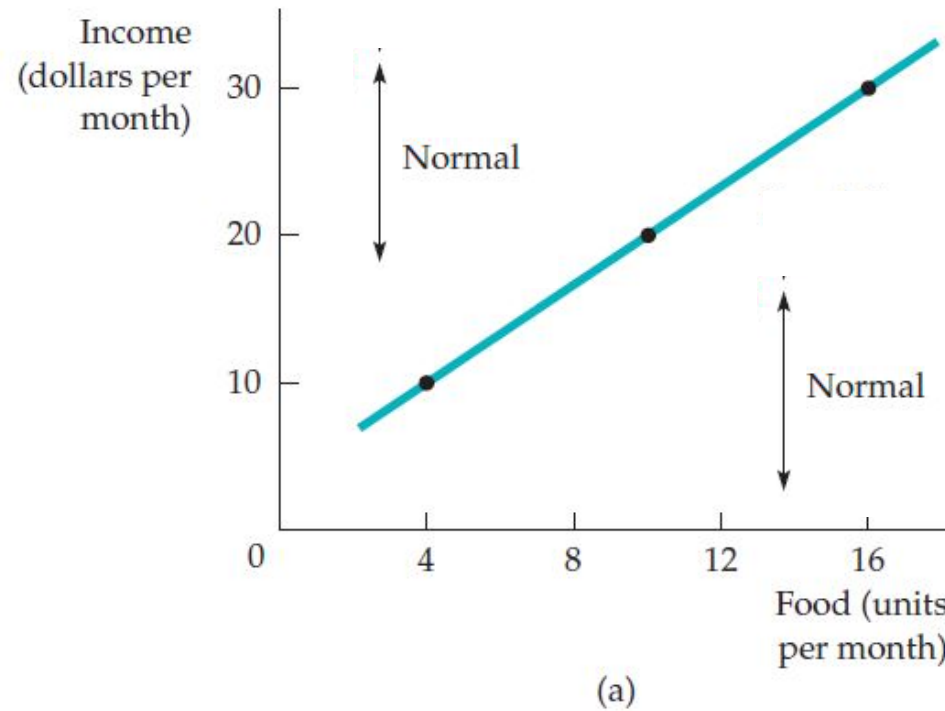 Income
(dollars per
month)
30
Normal
20
10
Normal
0
4
8
12
16
Food (units
per month)
(a)